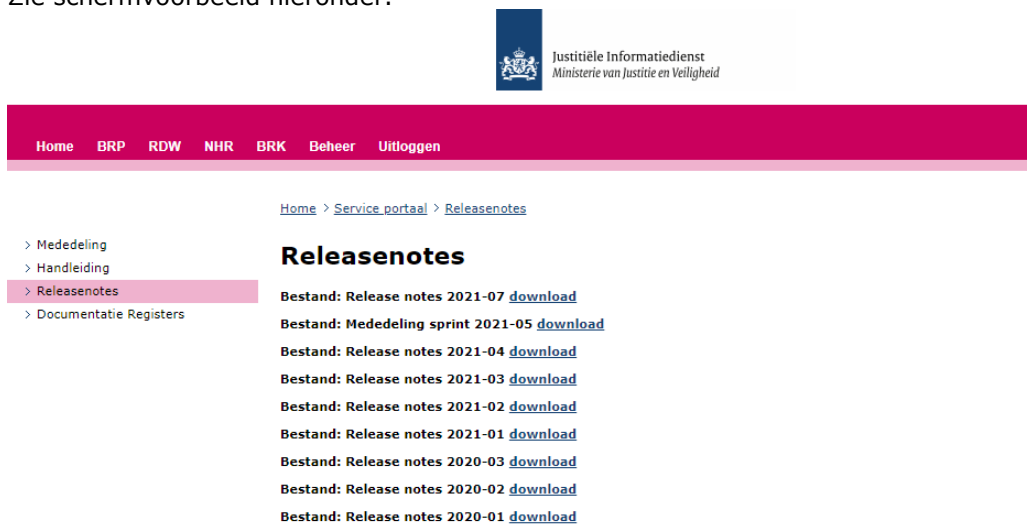 Zie schermvoorbeeld hieronder:
Justitiële Informatiedienst
Ministerie van Justitie en Veiligheid
Home BRP RDW NHR BRK Beheer Uitloggen
Home > Service portaal > Releasenotes
> Mededeling
> Handleiding
> Releasenotes
> Documentatie Registers
Releasenotes
Bestand: Release notes 2021-07 download
Bestand: Mededeling sprint 2021-05 download
Bestand: Release notes 2021-04 download
Bestand: Release notes 2021-03 download
Bestand: Release notes 2021-02 download
Bestand: Release notes 2021-01 download
Bestand: Release notes 2020-03 download
Bestand: Release notes 2020-02 download
Bestand: Release notes 2020-01 download